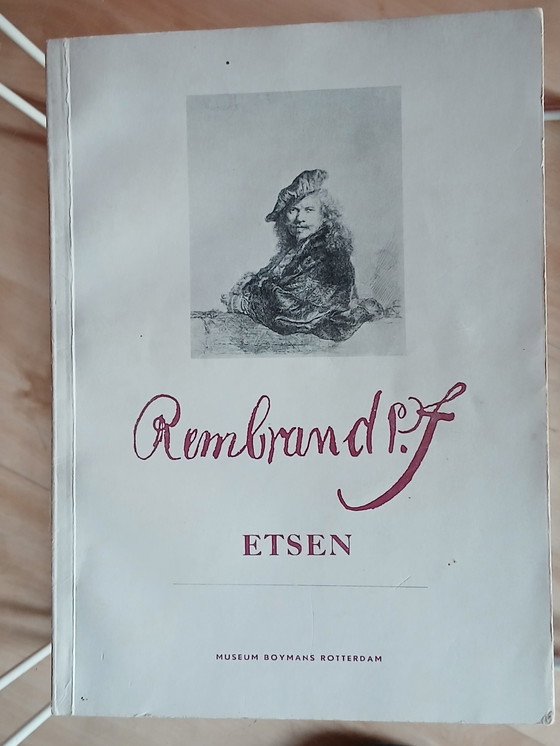 Rembrandt. f
ETSEN
MUSEUM BOYMANS ROTTERDAM